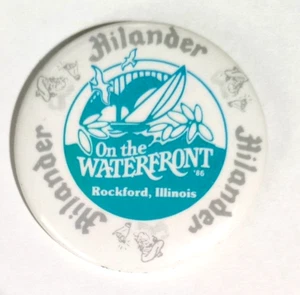 Hilander
On the
WATERFRONT
'86
Rockford, Illinois
Hilander
Hilander